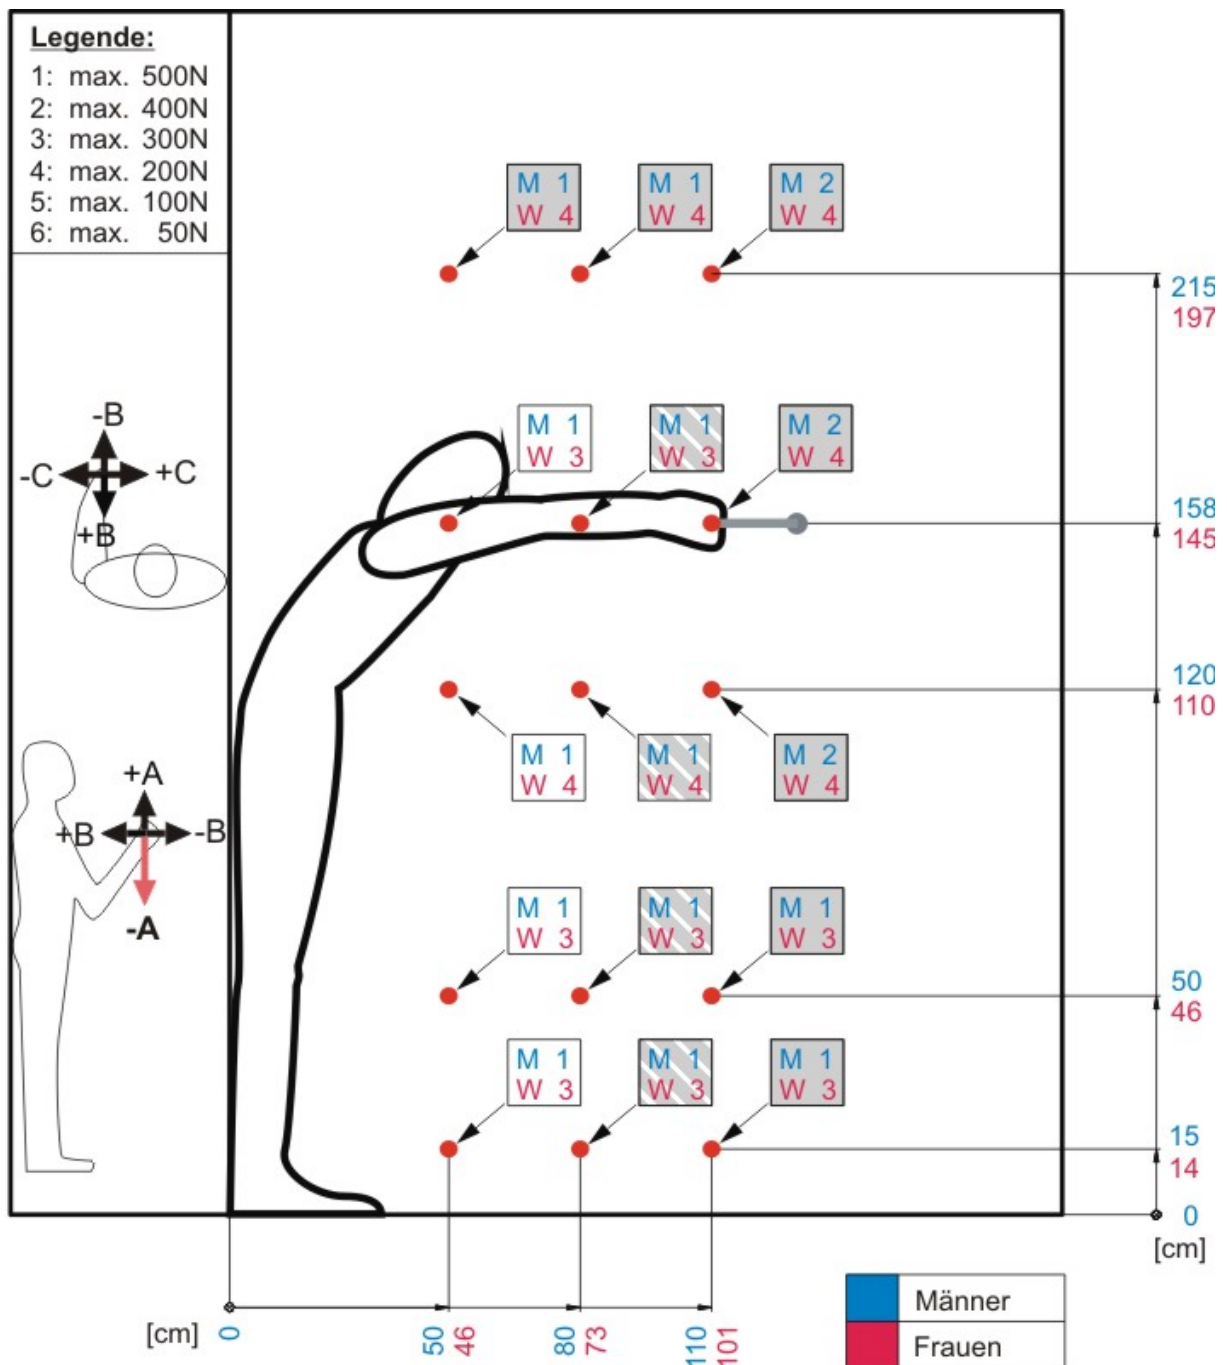 Legende:
1: max. 500N
2: max. 400N
3: max. 300N
4: max. 200N
5: max. 100N
6: max. 50N
M 1
W 4
M 1
W 4
M 2
W 4
215
197
-B
-C +C
+B
M 1
W 3
M 1
W 3
M 2
W 4
158
145
120
110
M 1
W 4
M 1
W 4
M 2
W 4
+A
+B -B
-A
M 1
W 3
M 1
W 3
M 1
W 3
50
46
M 1
W 3
M 1
W 3
M 1
W 3
15
14
0
[cm]
[cm]
0
50
46
80
73
110
101
Männer
Frauen